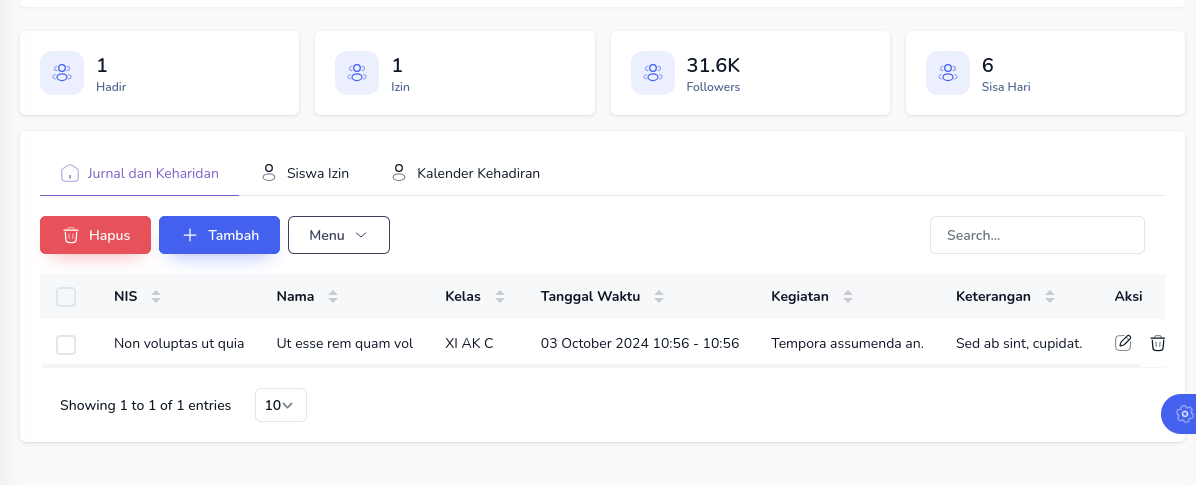 1
Hadir
1
Izin
31.6K
Followers
6
Sisa Hari
Jurnal dan Keharidan Siswa Izin Kalender Kehadiran
Hapus Tambah Menu Search...
NIS Nama Kelas Tanggal Waktu Kegiatan Keterangan Aksi
Non voluptas ut quia Ut esse rem quam vol XI AK C 03 October 2024 10:56 - 10:56 Tempora assumenda an. Sed ab sint, cupidat.
Showing 1 to 1 of 1 entries 10